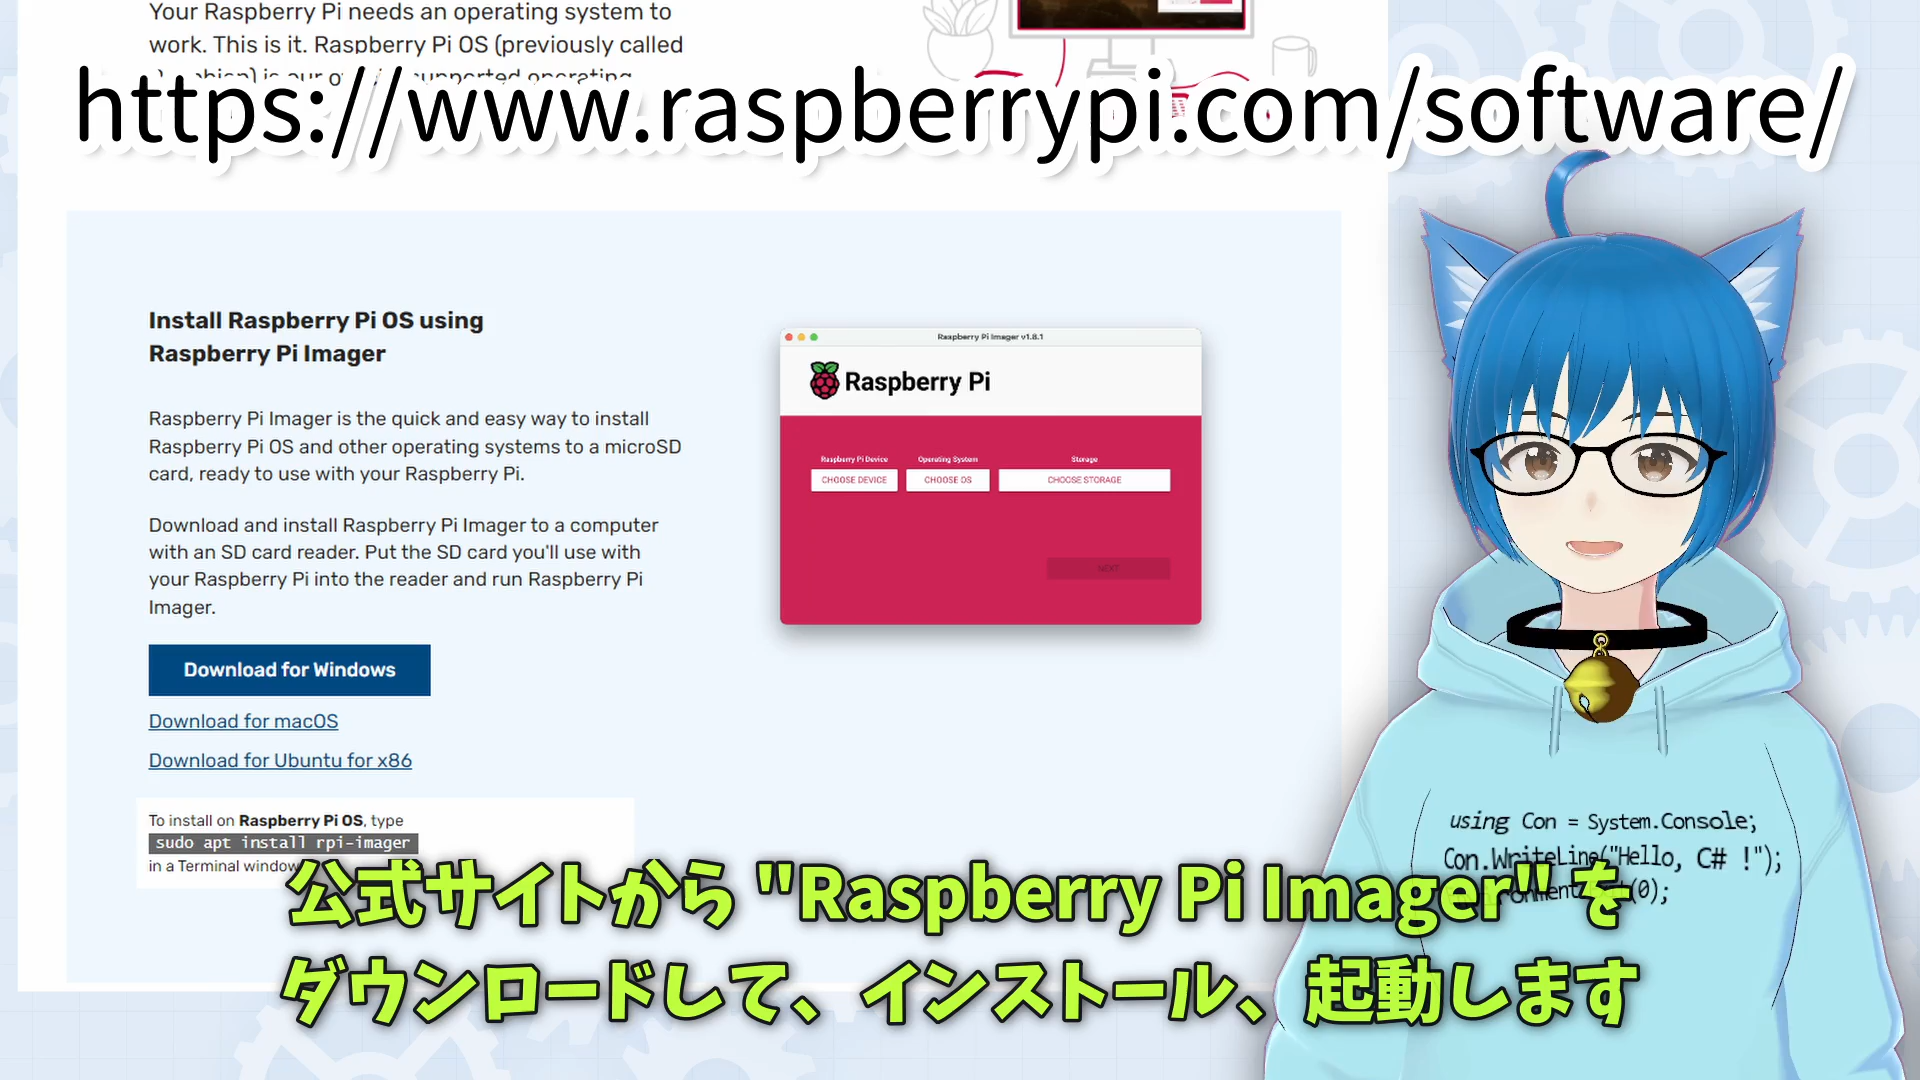 Your Raspberry Pi needs an operating system to
work. This is it. Raspberry Pi OS (previously called
https://www.raspberrypi.com/software/
Install Raspberry Pi OS using
Raspberry Pi Imager
Raspberry Pi Imager is the quick and easy way to install
Raspberry Pi OS and other operating systems to a microSD
card, ready to use with your Raspberry Pi.
Download and install Raspberry Pi Imager to a computer
with an SD card reader. Put the SD card you'll use with
your Raspberry Pi into the reader and run Raspberry Pi
Imager.
Download for Windows
Download for macOS
Download for Ubuntu for x86
To install on Raspberry Pi OS, type
sudo apt install rpi-imager
in a Terminal window
Raspberry Pi Imager v1.8.1
Raspberry Pi
Raspberry Pi Device
Operating System
Storage
CHOOSE DEVICE
CHOOSE OS
CHOOSE STORAGE
NEXT
using Con = System.Console;
Con.WriteLine("Hello, C# !");
(0);
公式サイトから "Raspberry Pi Imager" を
ダウンロードして、インストール、起動します